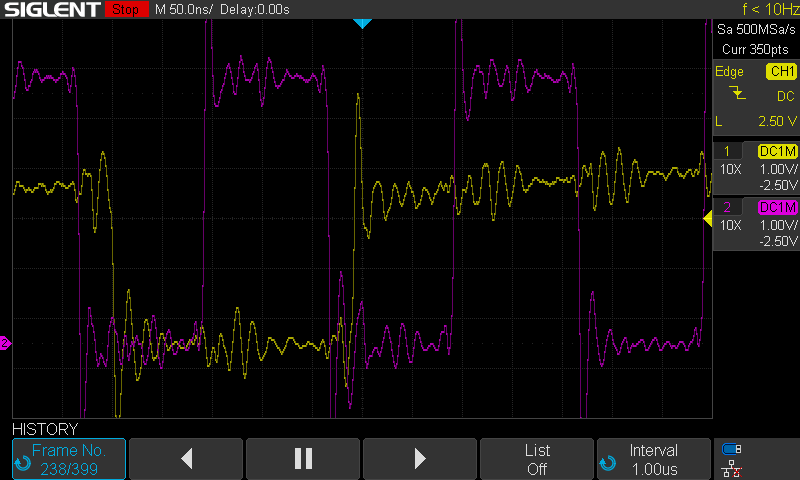 SIGLENT Stop M 50.0ns/ Delay:0.00s f < 10Hz
Sa 500MSa/s
Curr 350pts
Edge CH1
DC
L 2.50 V
1 DC1M
10X 1.00V/
-2.50V
2 DC1M
10X 1.00V/
-2.50V
2
HISTORY
Frame No.
238/399
List
Off
Interval
1.00us